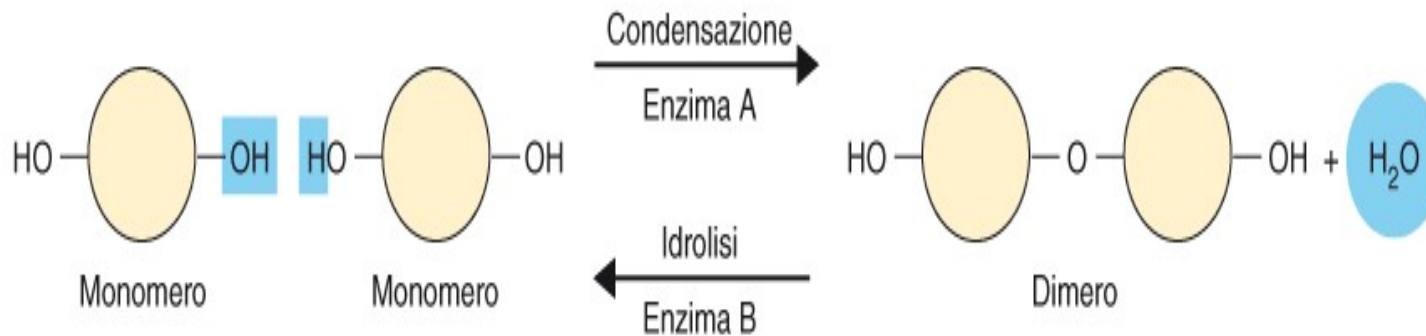 Condensazione
Enzima A
HO OH HO OH
HO O OH + H₂O
Idrolisi
Enzima B
Monomero Monomero Dimero